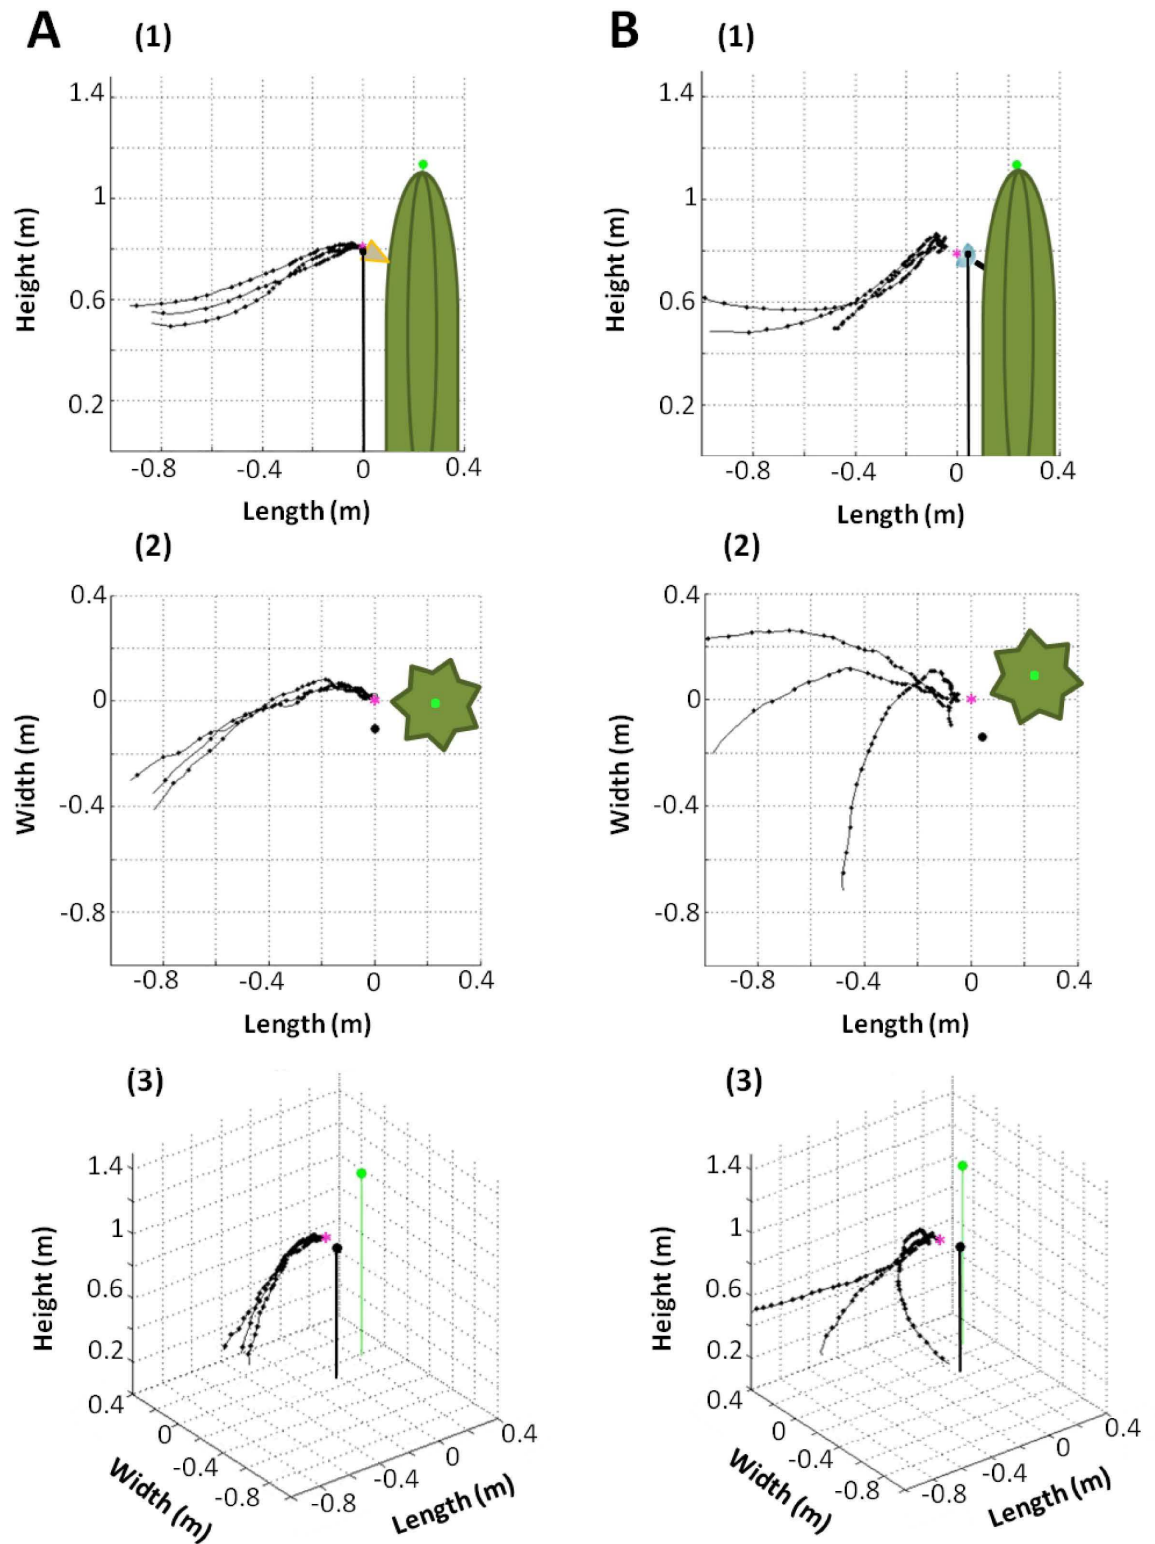 A (1) B (1)
1.4
1
0.6
0.2
Height (m)
-0.8 -0.4 0 0.4
Length (m)
1.4
1
0.6
0.2
Height (m)
-0.8 -0.4 0 0.4
Length (m)
(2) (2)
0.4
0
-0.4
-0.8
Width (m)
-0.8 -0.4 0 0.4
Length (m)
0.4
0
-0.4
-0.8
Width (m)
-0.8 -0.4 0 0.4
Length (m)
(3) (3)
1.4
1
0.6
0.2
Height (m)
0.4 0 -0.4 -0.8
Width (m)
-0.8 -0.4 0 0.4
Length (m)
1.4
1
0.6
0.2
Height (m)
0.4 0 -0.4 -0.8
Width (m)
-0.8 -0.4 0 0.4
Length (m)